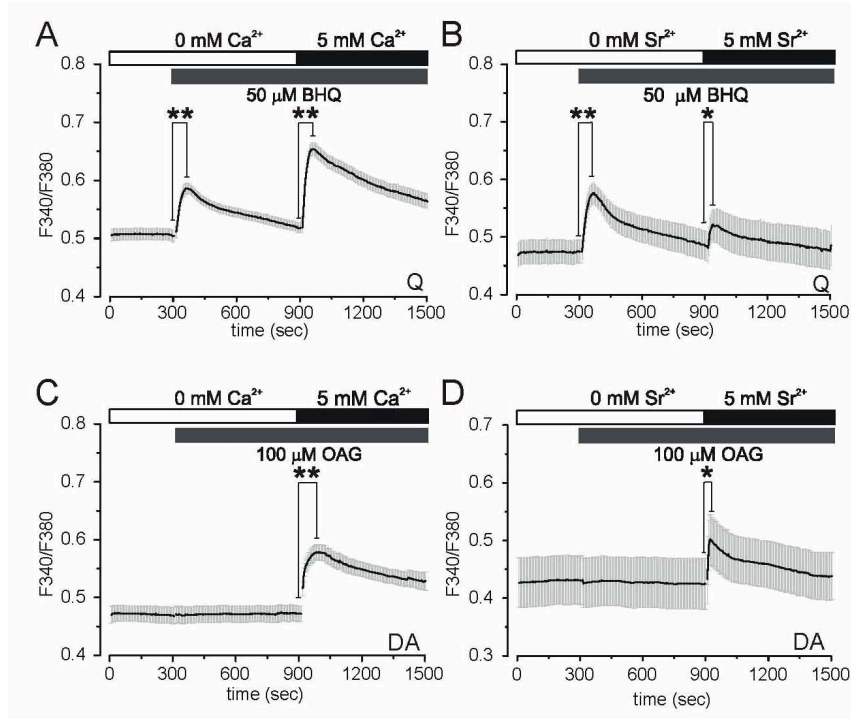 A
0 mM Ca²⁺ 5 mM Ca²⁺
50 μM BHQ
0.8
0.7
0.6
0.5
0.4
F340/F380
**
**
Q
0 300 600 900 1200 1500
time (sec)
B
0 mM Sr²⁺ 5 mM Sr²⁺
50 μM BHQ
0.8
0.7
0.6
0.5
0.4
F340/F380
**
*
Q
0 300 600 900 1200 1500
time (sec)
C
0 mM Ca²⁺ 5 mM Ca²⁺
100 μM OAG
0.8
0.7
0.6
0.5
0.4
F340/F380
**
DA
0 300 600 900 1200 1500
time (sec)
D
0 mM Sr²⁺ 5 mM Sr²⁺
100 μM OAG
0.7
0.6
0.5
0.4
0.3
F340/F380
*
DA
0 300 600 900 1200 1500
time (sec)